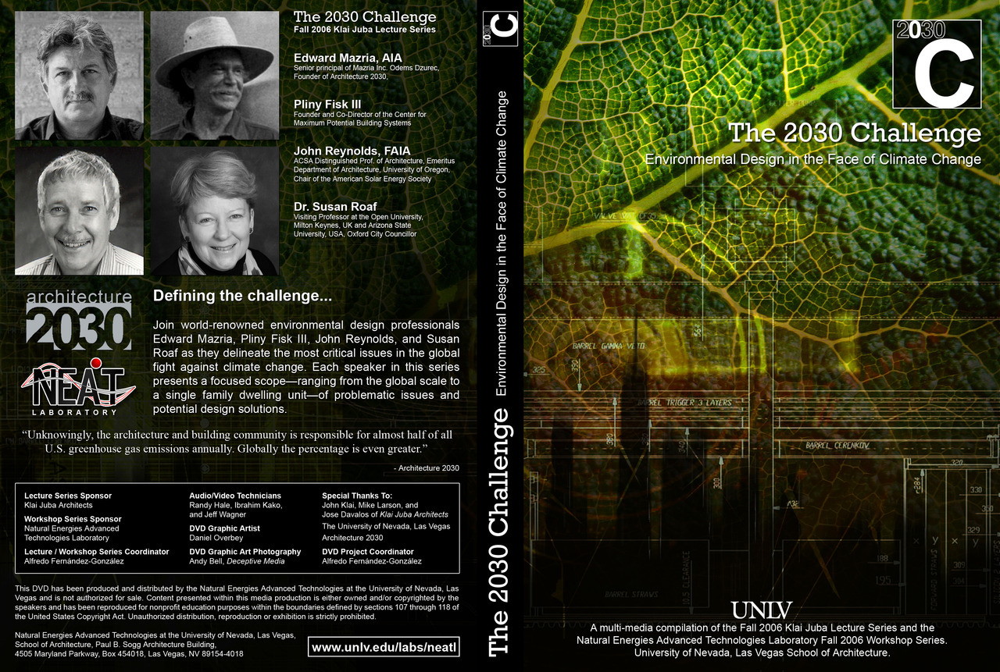 The 2030 Challenge
Fall 2006 Klai Juba Lecture Series
Edward Mazria, AIA
Senior principal of Mazria Inc. Odems Dzurec,
Founder of Architecture 2030,
Pliny Fisk III
Founder and Co-Director of the Center for
Maximum Potential Building Systems
John Reynolds, FAIA
ACSA Distinguished Prof. of Architecture, Emeritus
Department of Architecture, University of Oregon,
Chair of the American Solar Energy Society
Dr. Susan Roaf
Visiting Professor at the Open University,
Milton Keynes, UK and Arizona State
University, USA, Oxford City Councillor
architecture
2030
NEAT
LABORATORY
Defining the challenge...
Join world-renowned environmental design professionals
Edward Mazria, Pliny Fisk III, John Reynolds, and Susan
Roaf as they delineate the most critical issues in the global
fight against climate change. Each speaker in this series
presents a focused scope—ranging from the global scale to
a single family dwelling unit—of problematic issues and
potential design solutions.
“Unknowingly, the architecture and building community is responsible for almost half of all
U.S. greenhouse gas emissions annually. Globally the percentage is even greater.”
- Architecture 2030
Lecture Series Sponsor
Klai Juba Architects
Workshop Series Sponsor
Natural Energies Advanced
Technologies Laboratory
Lecture / Workshop Series Coordinator
Alfredo Fernández-González
Audio/Video Technicians
Randy Hale, Ibrahim Kako,
and Jeff Wagner
DVD Graphic Artist
Daniel Overbey
DVD Graphic Art Photography
Andy Bell, Deceptive Media
Special Thanks To:
John Klai, Mike Larson, and
Jose Davalos of Klai Juba Architects
The University of Nevada, Las Vegas
Architecture 2030
DVD Project Coordinator
Alfredo Fernández-González
This DVD has been produced and distributed by the Natural Energies Advanced Technologies at the University of Nevada, Las
Vegas and is not authorized for sale. Content presented within this media production is either owned and/or copyrighted by the
speakers and has been reproduced for nonprofit education purposes within the boundaries defined by sections 107 through 118 of
the United States Copyright Act. Unauthorized distribution, reproduction or exhibition is strictly prohibited.
Natural Energies Advanced Technologies at the University of Nevada, Las Vegas,
School of Architecture, Paul B. Sogg Architecture Building,
4505 Maryland Parkway, Box 454018, Las Vegas, NV 89154-4018
www.unlv.edu/labs/neatl
2030
C
The 2030 Challenge Environmental Design in the Face of Climate Change
2030
C
The 2030 Challenge
Environmental Design in the Face of Climate Change
BARREL GAMMA-VETO
325
390
565
BARREL TRIGGER 3 LAYERS
380
340
BARREL CERENKOV
300
320
330
329
x y x y
188
195
309
304
10.5 CLEARANCE
BARREL STRAWS
FORWARD STRAWS
UNLV
A multi-media compilation of the Fall 2006 Klai Juba Lecture Series and the
Natural Energies Advanced Technologies Laboratory Fall 2006 Workshop Series.
University of Nevada, Las Vegas School of Architecture.